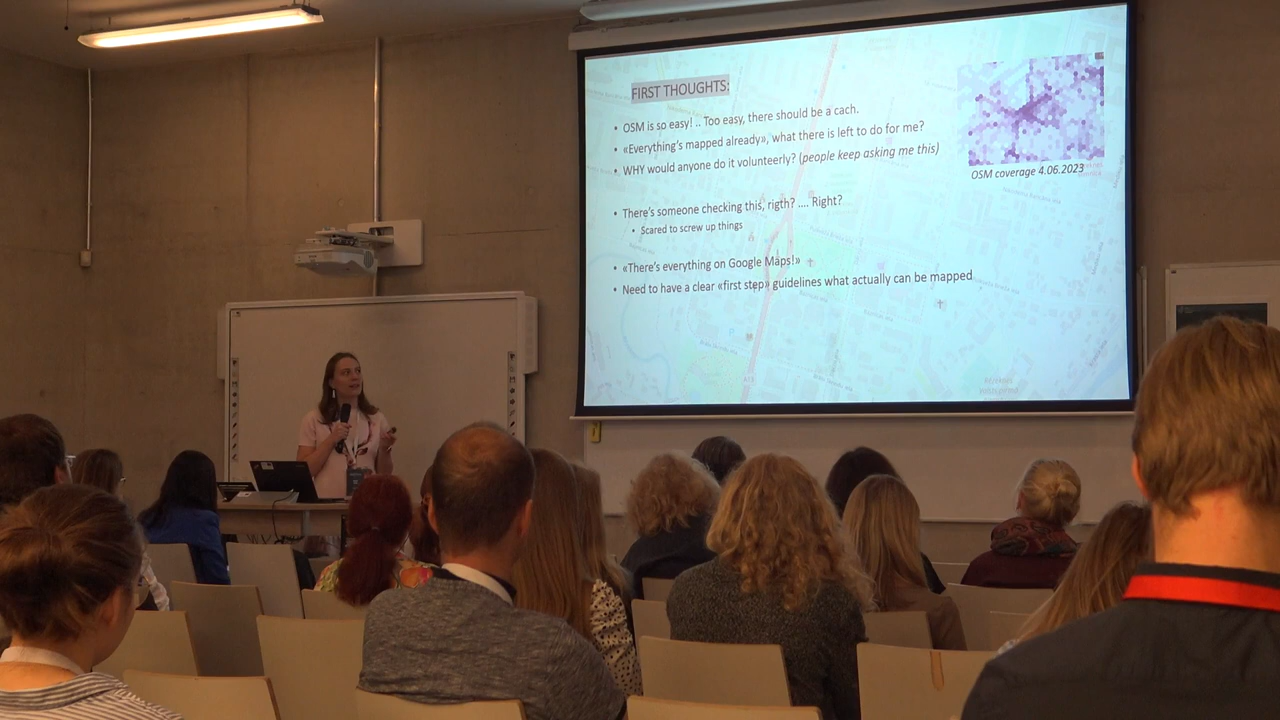 FIRST THOUGHTS:
• OSM is so easy! .. Too easy, there should be a cach.
• «Everything's mapped already», what there is left to do for me?
• WHY would anyone do it volunteerly? (people keep asking me this)
OSM coverage 4.06.2023
• There's someone checking this, rigth? .... Right?
• Scared to screw up things
• «There's everything on Google Maps!»
• Need to have a clear «first step» guidelines what actually can be mapped